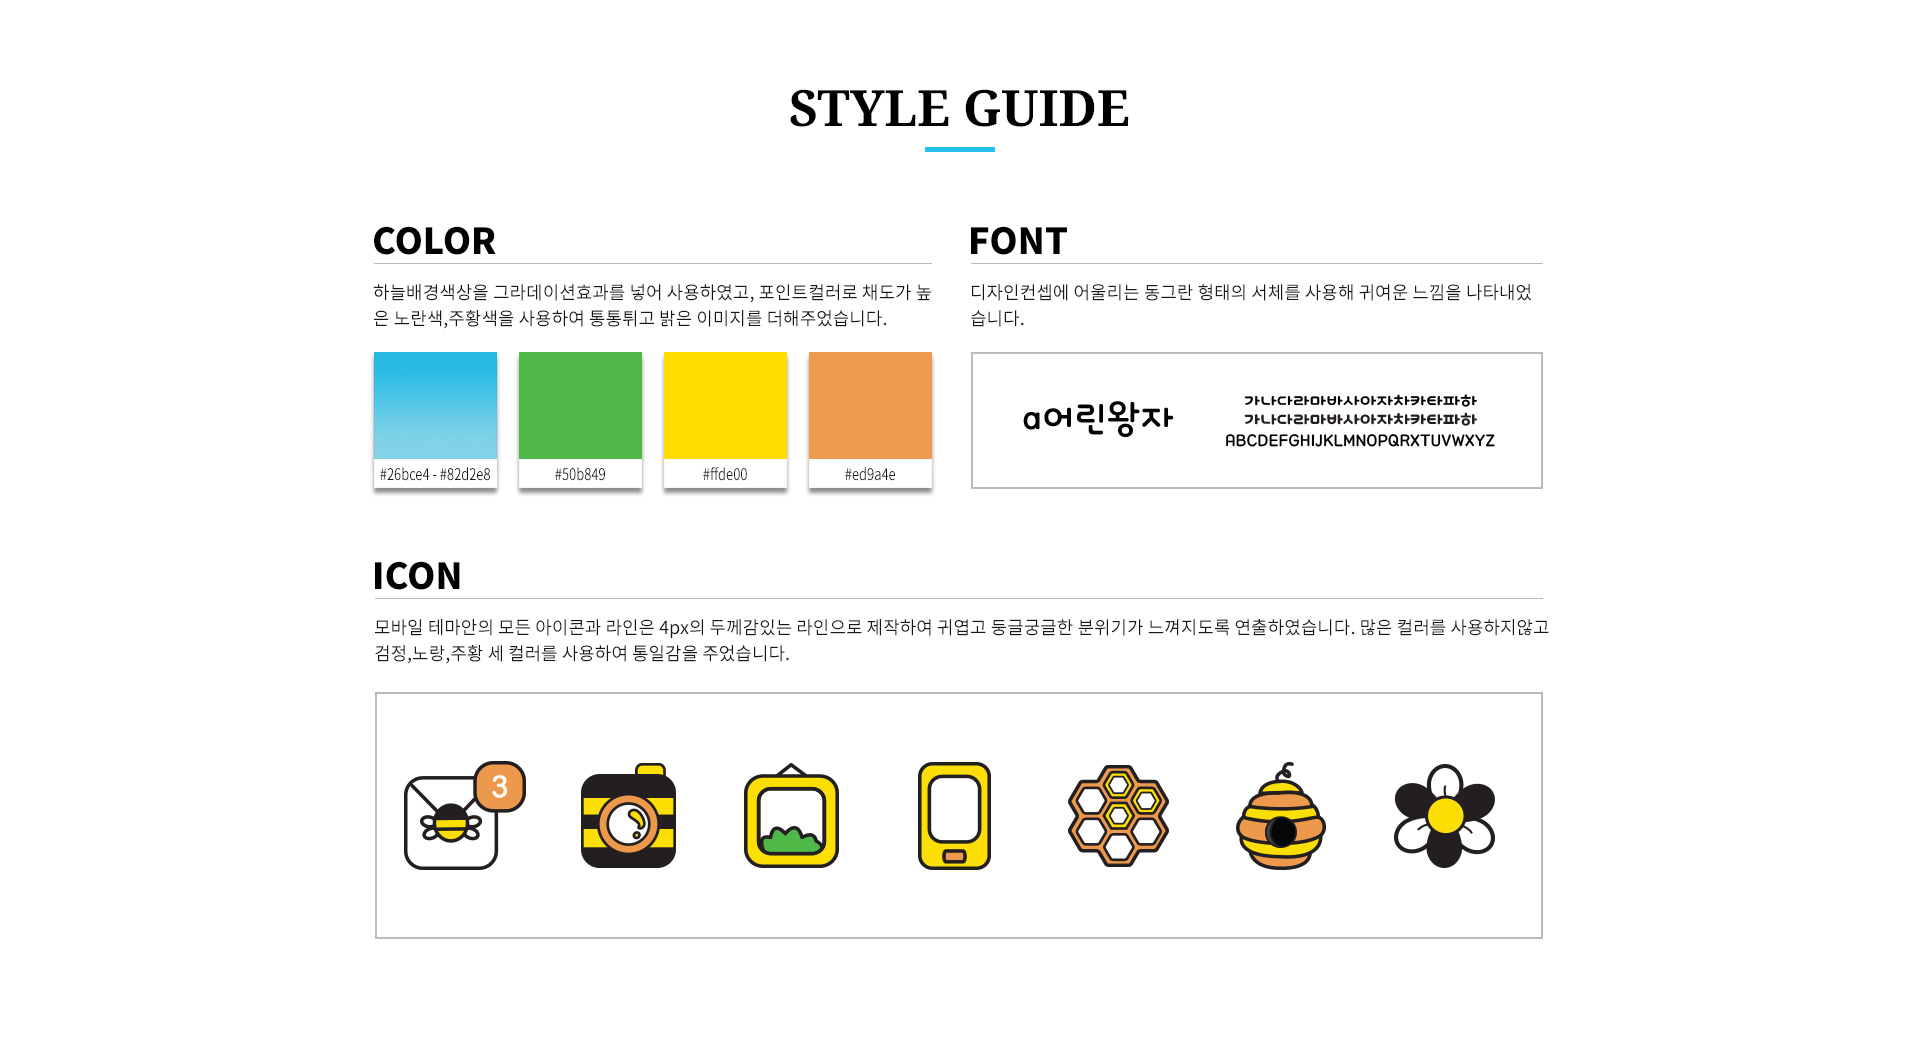 STYLE GUIDE
COLOR
하늘배경색상을 그라데이션효과를 넣어 사용하였고, 포인트컬러로 채도가 높
은 노란색,주황색을 사용하여 통통튀고 밝은 이미지를 더해주었습니다.
#26bce4 - #82d2e8
#50b849
#ffde00
#ed9a4e
FONT
디자인컨셉에 어울리는 동그란 형태의 서체를 사용해 귀여운 느낌을 나타내었
습니다.
a어린왕자
가나다라마바사아자차카타파하
가나다라마바사아자차카타파하
ABCDEFGHIJKLMNOPQRXTUVWXYZ
ICON
모바일 테마안의 모든 아이콘과 라인은 4px의 두께감있는 라인으로 제작하여 귀엽고 둥글궁글한 분위기가 느껴지도록 연출하였습니다. 많은 컬러를 사용하지않고
검정,노랑,주황 세 컬러를 사용하여 통일감을 주었습니다.
3